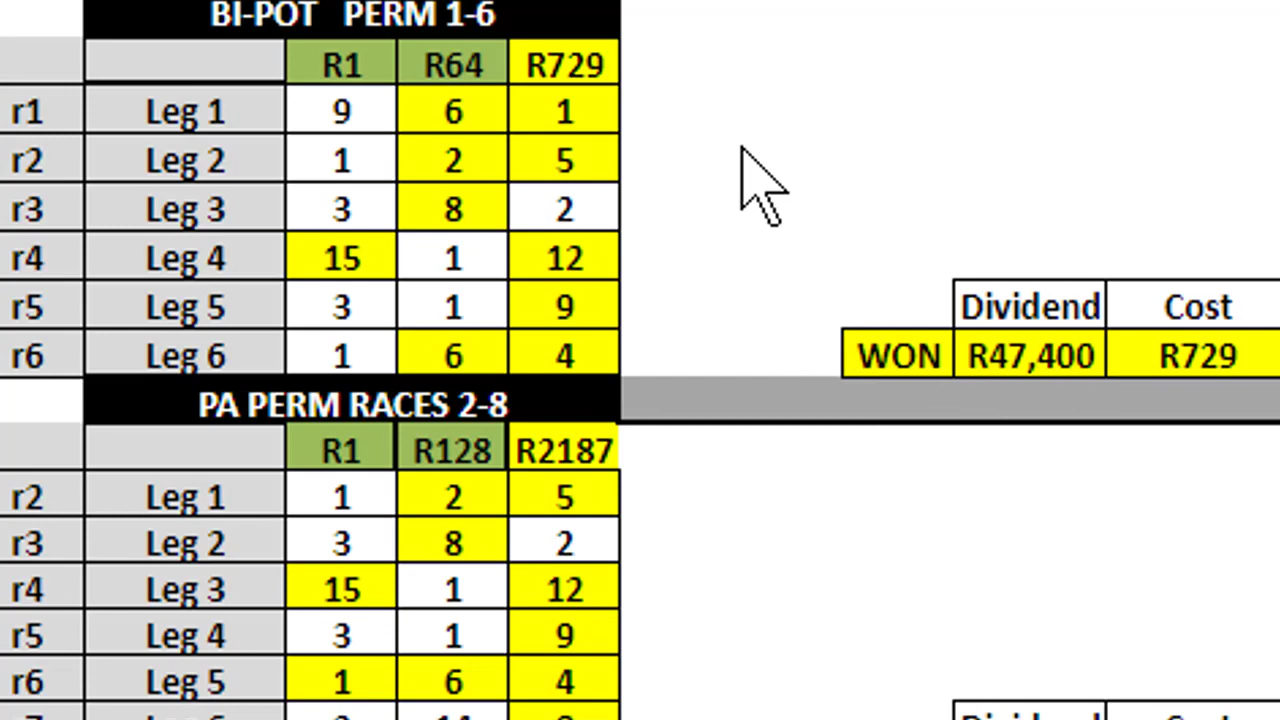 BI-POT PERM 1-6
R1 R64 R729
r1 Leg 1 9 6 1
r2 Leg 2 1 2 5
r3 Leg 3 3 8 2
r4 Leg 4 15 1 12
r5 Leg 5 3 1 9 Dividend Cost
r6 Leg 6 1 6 4 WON R47,400 R729
PA PERM RACES 2-8
R1 R128 R2187
r2 Leg 1 1 2 5
r3 Leg 2 3 8 2
r4 Leg 3 15 1 12
r5 Leg 4 3 1 9
r6 Leg 5 1 6 4